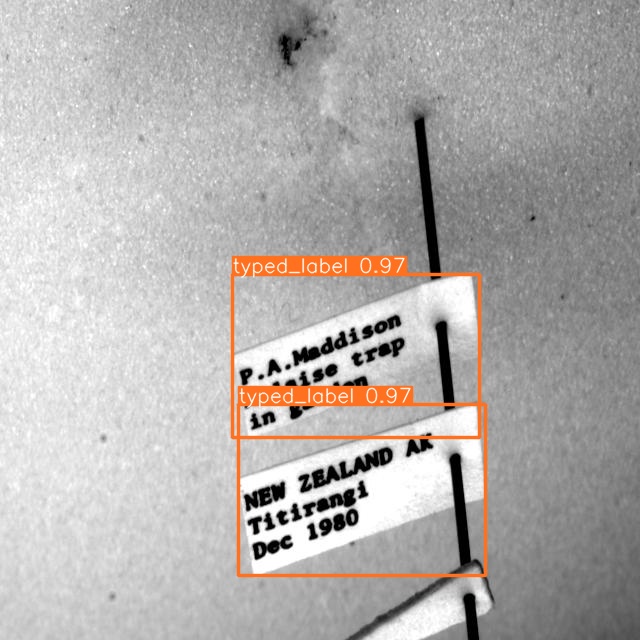 typed_label 0.97
P.A.Maddison
trap
in
typed_label 0.97
NEW ZEALAND AK
Titirangi
Dec 1980